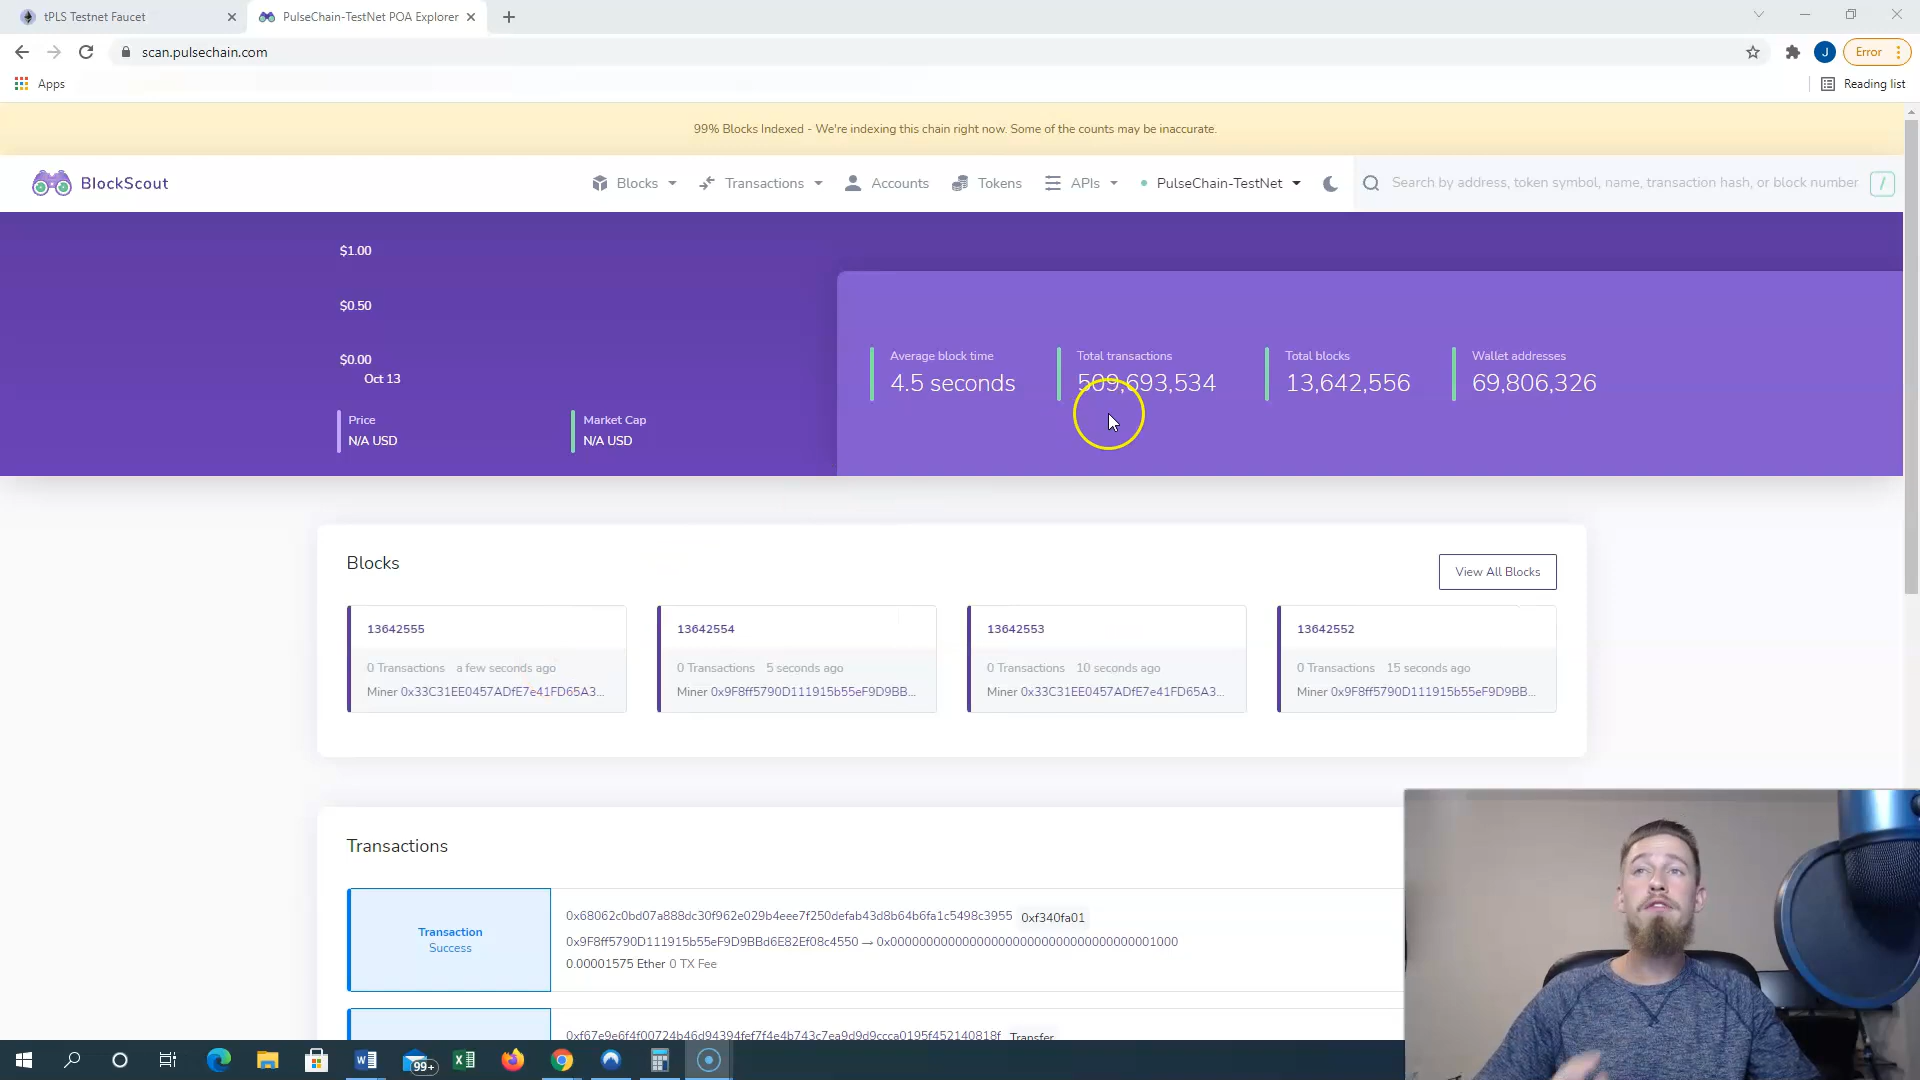 tPLS Testnet Faucet
PulseChain-TestNet POA Explorer
scan.pulsechain.com
J
Error
Apps
Reading list
99% Blocks Indexed - We're indexing this chain right now. Some of the counts may be inaccurate.
BlockScout
Blocks
Transactions
Accounts
Tokens
APIs
PulseChain-TestNet
Search by address, token symbol, name, transaction hash, or block number
/
$1.00
$0.50
$0.00
Oct 13
Price
N/A USD
Market Cap
N/A USD
Average block time
4.5 seconds
Total transactions
509,693,534
Total blocks
13,642,556
Wallet addresses
69,806,326
Blocks
View All Blocks
13642555
0 Transactions a few seconds ago
Miner 0x33C31EE0457ADfE7e41FD65A3...
13642554
0 Transactions 5 seconds ago
Miner 0x9F8ff5790D111915b55eF9D9BB...
13642553
0 Transactions 10 seconds ago
Miner 0x33C31EE0457ADfE7e41FD65A3...
13642552
0 Transactions 15 seconds ago
Miner 0x9F8ff5790D111915b55eF9D9BB...
Transactions
Transaction
Success
0x68062c0bd07a888dc30f962e029b4eee7f250defab43d8b64b6fa1c5498c3955 0xf340fa01
0x9F8ff5790D111915b55eF9D9BBd6E82Ef08c4550 → 0x0000000000000000000000000000000000001000
0.00001575 Ether 0 TX Fee
0xf67e9e6f4f00724b46d94394fef7f4e4b743c7ea9d9d9ccca0195f452140818f Transfer
99+